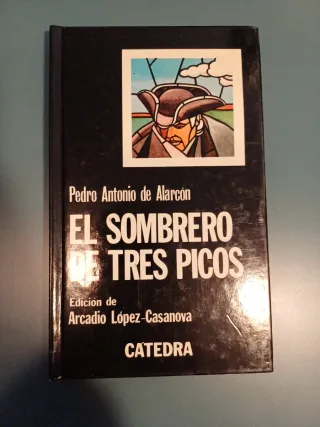 Pedro Antonio de Alarcón
EL SOMBRERO
DE TRES PICOS
Edición de
Arcadio López-Casanova
CATEDRA